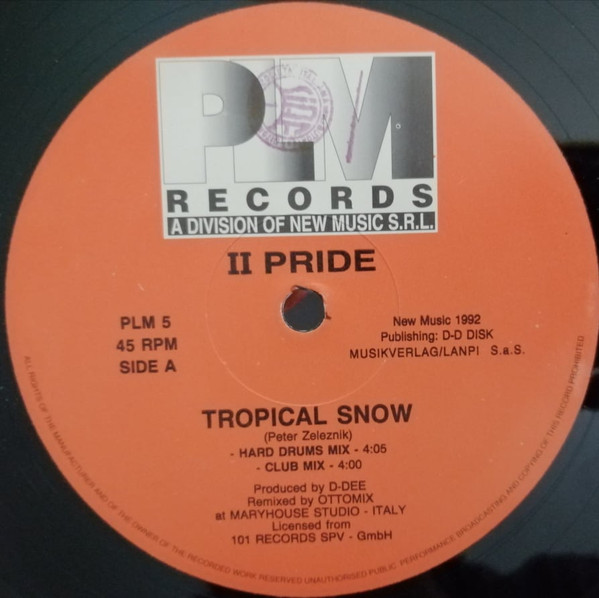 PLM
RECORDS
A DIVISION OF NEW MUSIC S.R.L.
II PRIDE
PLM 5
45 RPM
SIDE A
New Music 1992
Publishing: D-D DISK
MUSIKVERLAG/LANPI S.a.S.
TROPICAL SNOW
(Peter Zeleznik)
- HARD DRUMS MIX - 4:05
- CLUB MIX - 4:00
Produced by D-DEE
Remixed by OTTOMIX
at MARYHOUSE STUDIO - ITALY
Licensed from
101 RECORDS SPV - GmbH
ALL RIGHTS OF THE MANUFACTURER AND OF THE OWNER OF THE RECORDED WORK RESERVED UNAUTHORISED PUBLIC PERFORMANCE BROADCASTING AND COPYING OF THIS RECORD PROHIBITED